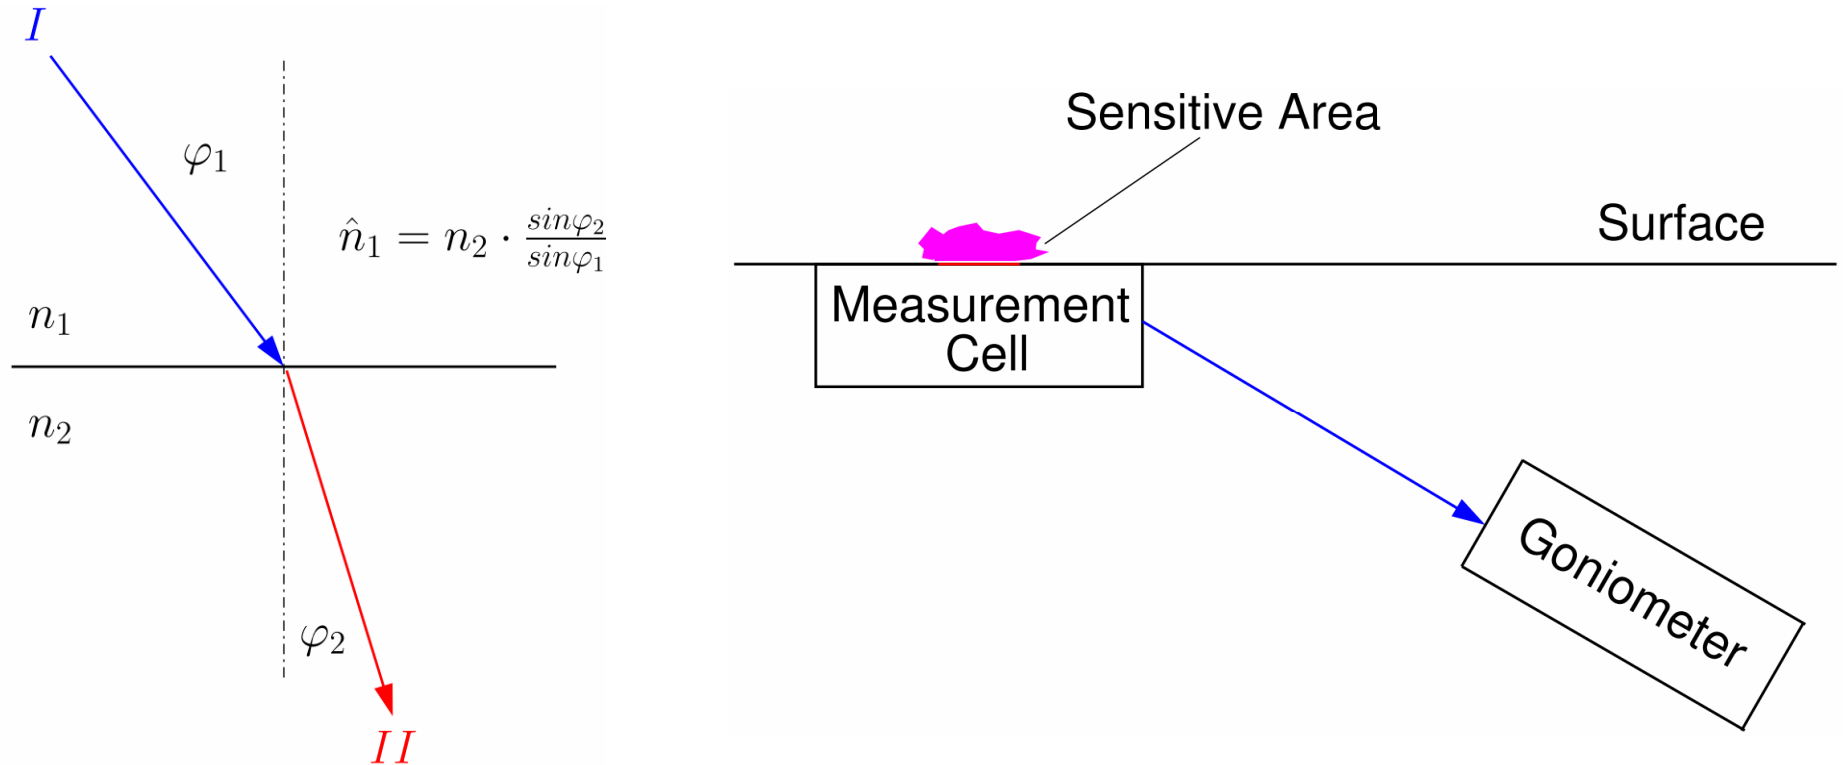 I
φ₁
n̂₁ = n₂ · sinφ₂/sinφ₁
n₁
n₂
φ₂
II
Sensitive Area
Surface
Measurement
Cell
Goniometer